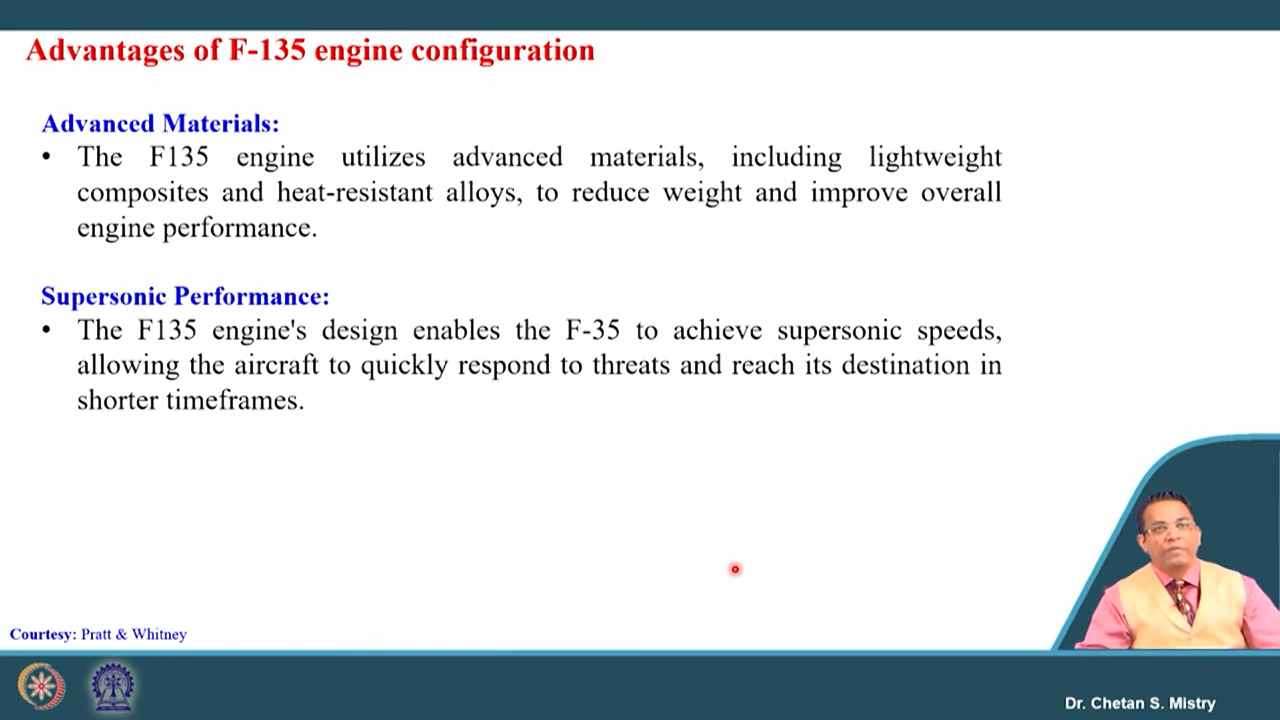 Advantages of F-135 engine configuration
Advanced Materials:
• The F135 engine utilizes advanced materials, including lightweight
composites and heat-resistant alloys, to reduce weight and improve overall
engine performance.
Supersonic Performance:
• The F135 engine's design enables the F-35 to achieve supersonic speeds,
allowing the aircraft to quickly respond to threats and reach its destination in
shorter timeframes.
Courtesy: Pratt & Whitney
Dr. Chetan S. Mistry